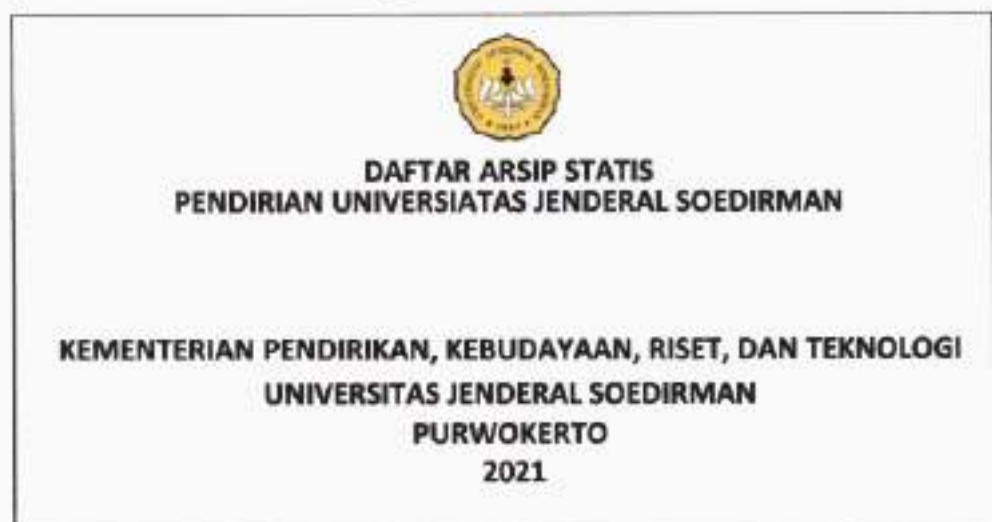 DAFTAR ARSIP STATIS
PENDIRIAN UNIVERSIATAS JENDERAL SOEDIRMAN
KEMENTERIAN PENDIRIKAN, KEBUDAYAAN, RISET, DAN TEKNOLOGI
UNIVERSITAS JENDERAL SOEDIRMAN
PURWOKERTO
2021